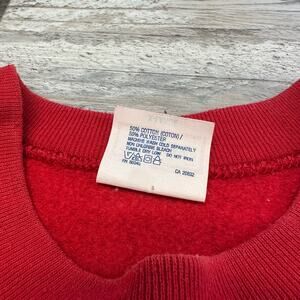 50% COTTON (COTON) /
50% POLYESTER
MACHINE WASH COLD SEPARATELY
NON CHLORINE BLEACH
TUMBLE DRY LOW DO NOT IRON
CA 20832